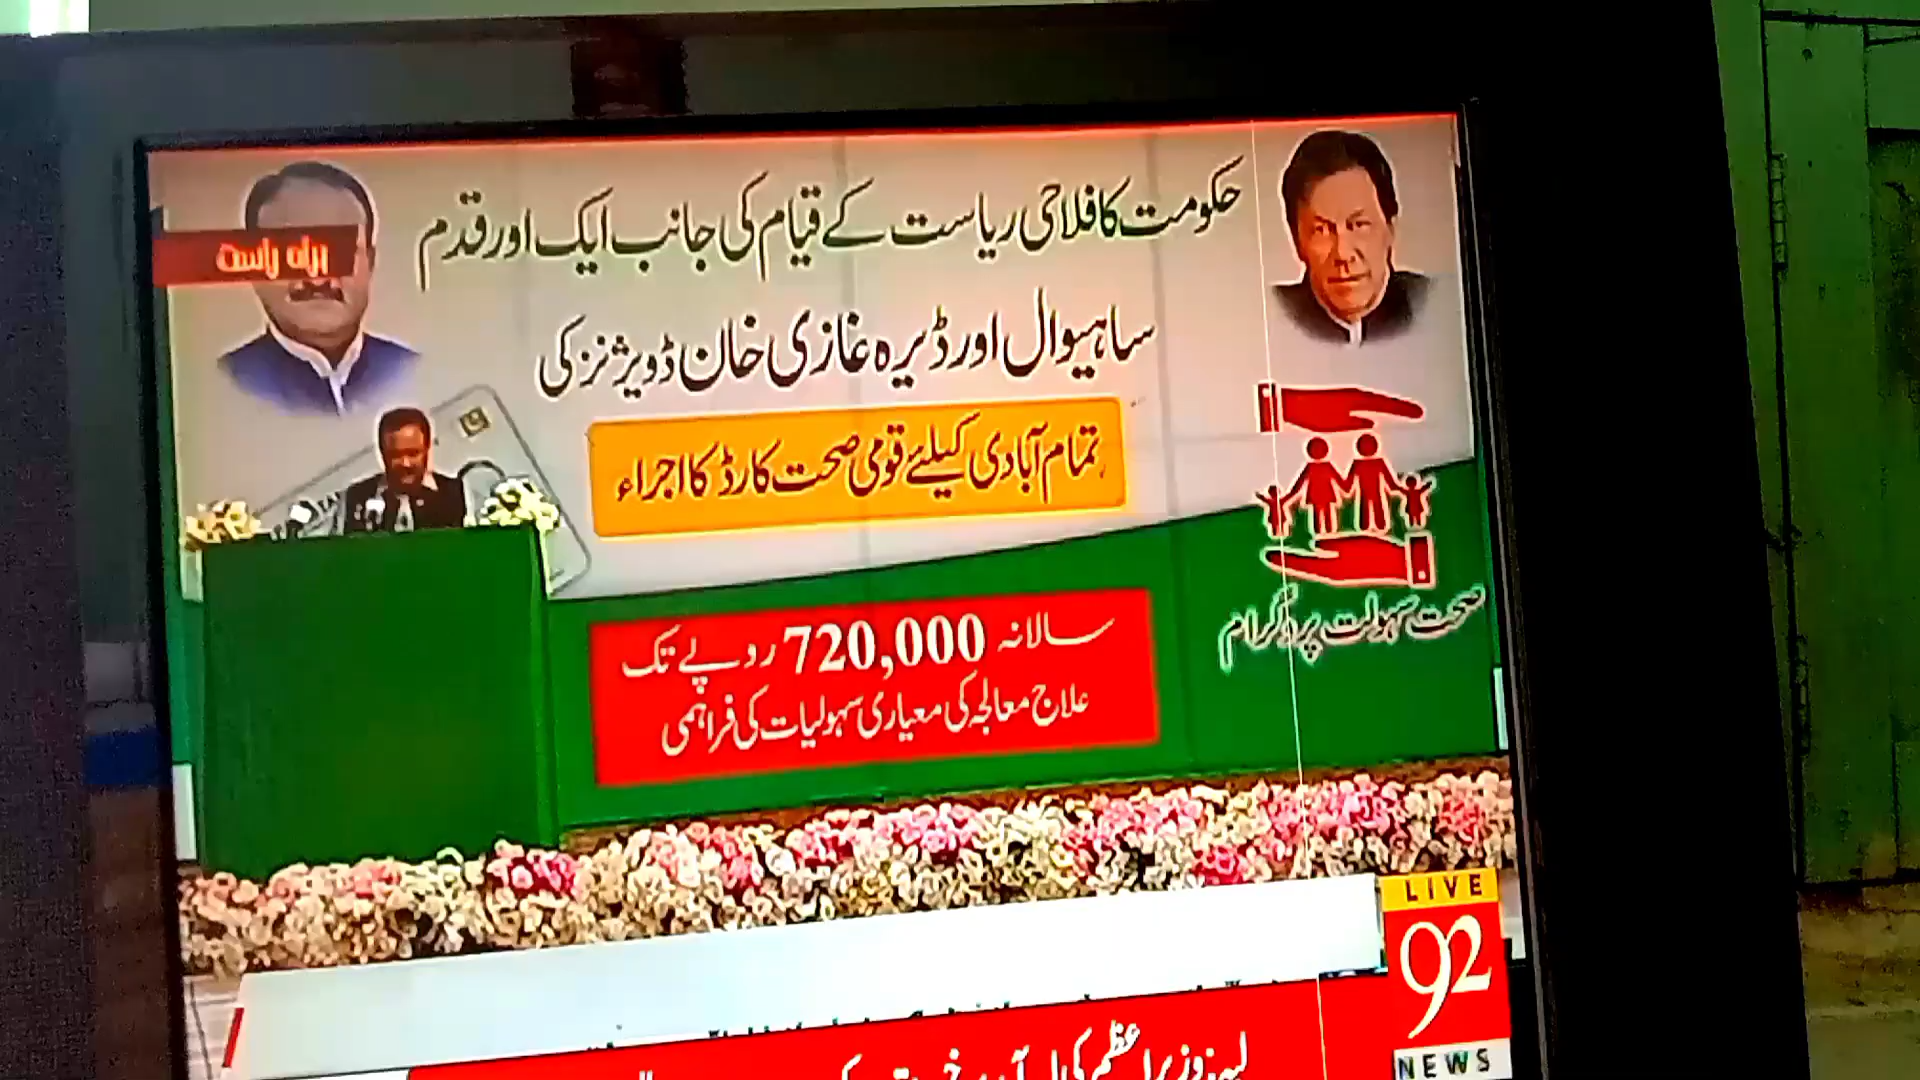 حکومت کا فلاحی ریاست کے قیام کی جانب ایک اور قدم
براہ راست
ساہیوال اور ڈیرہ غازی خان ڈویژنز کی
تمام آبادی کیلئے قومی صحت کارڈ کا اجراء
صحت سہولت پروگرام
سالانہ 720,000 روپے تک
علاج معالجہ کی معیاری سہولیات کی فراہمی
LIVE
92
NEWS